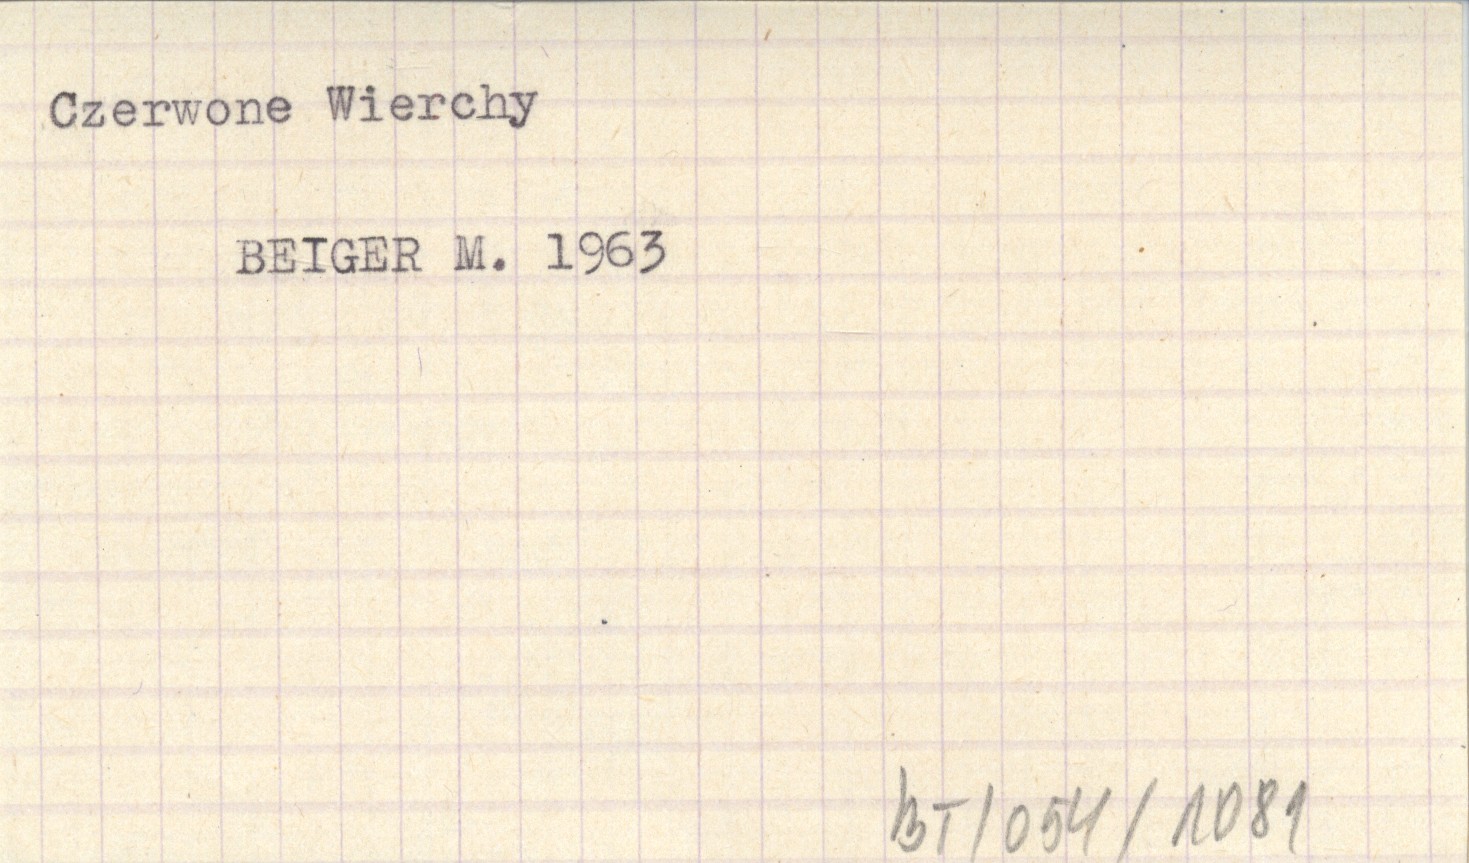 Czerwone Wierchy
BEIGER M. 1963
BT/054/1081